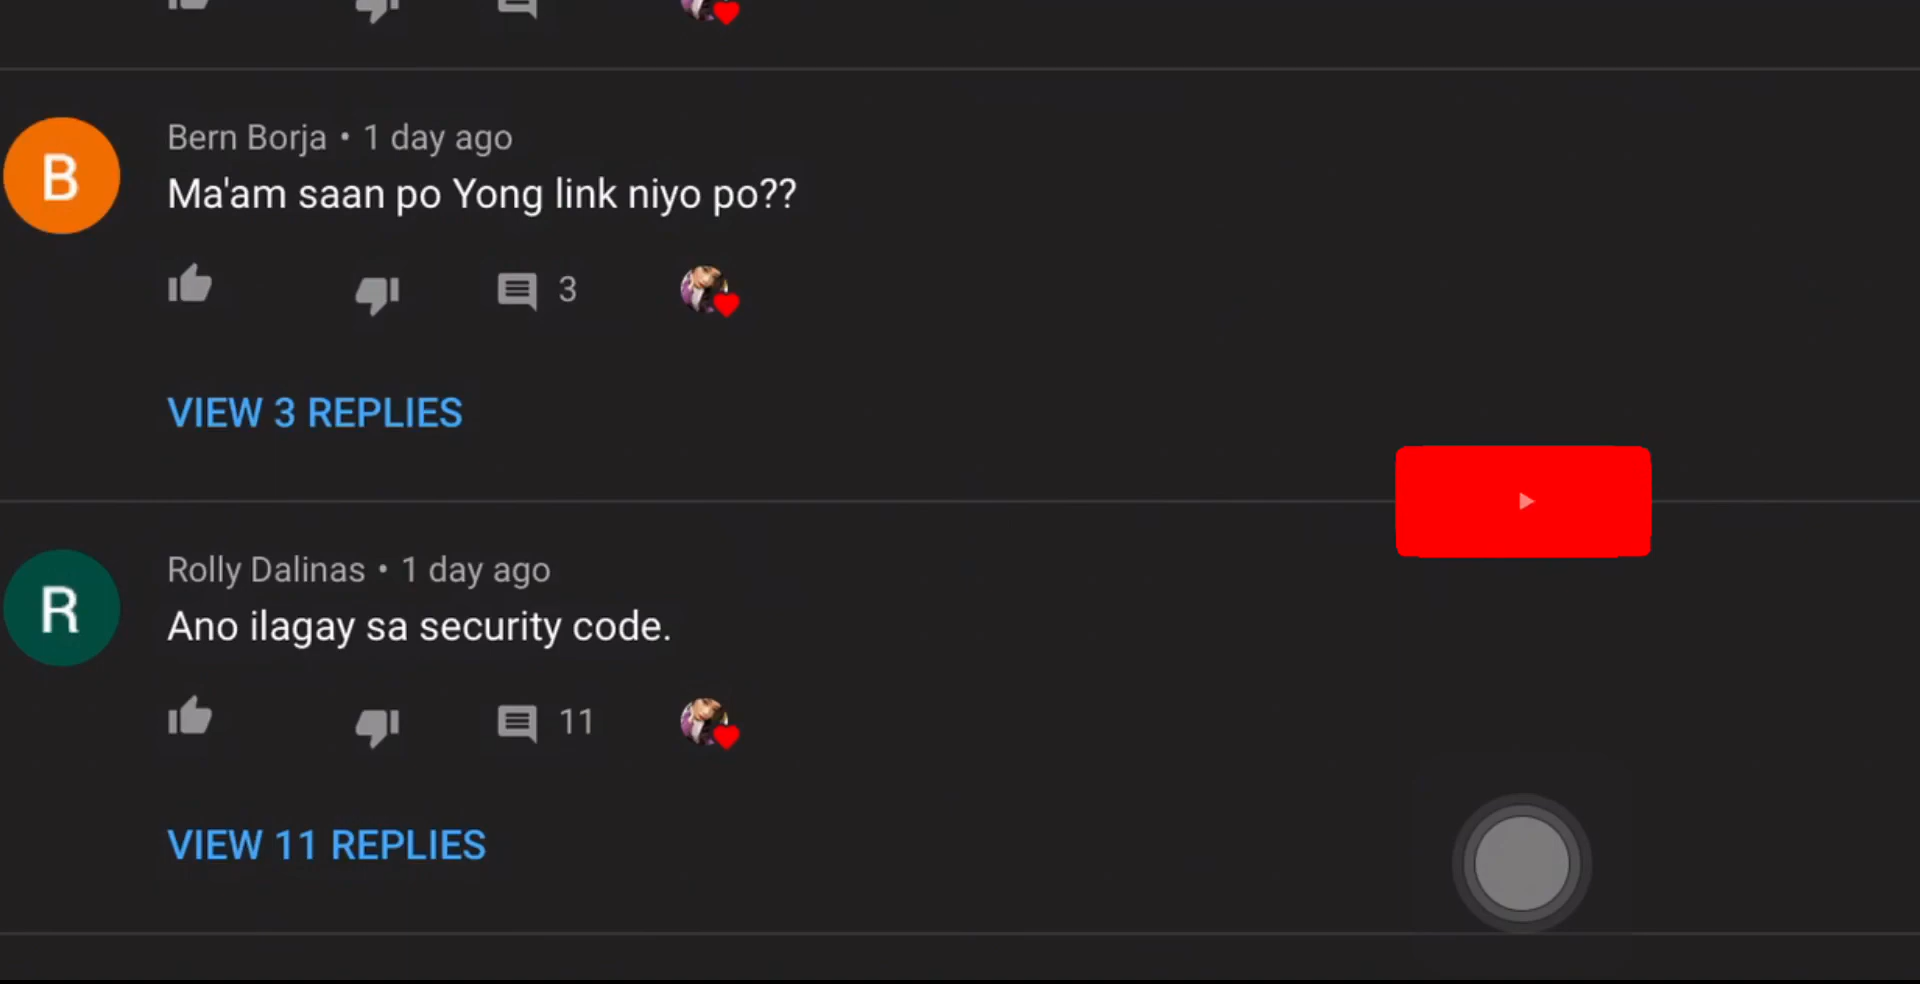 Bern Borja • 1 day ago
B
Ma'am saan po Yong link niyo po??
3
VIEW 3 REPLIES
Rolly Dalinas • 1 day ago
R
Ano ilagay sa security code.
11
VIEW 11 REPLIES